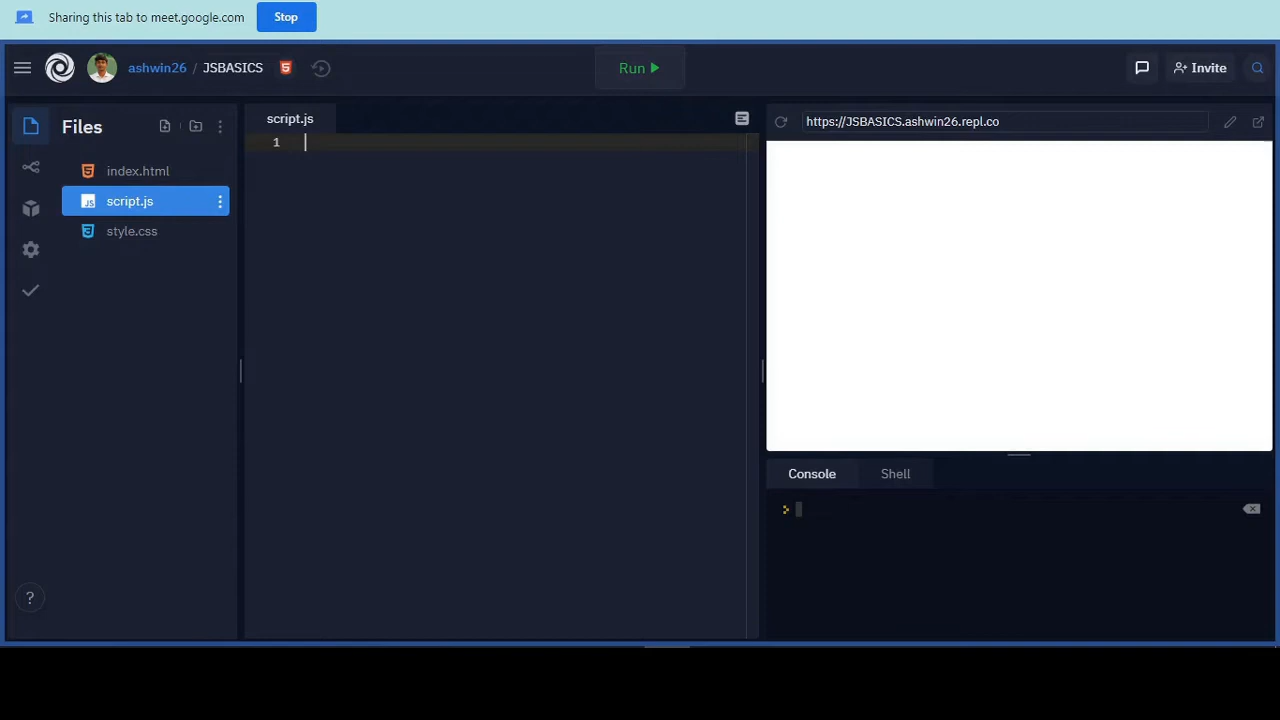 Sharing this tab to meet.google.com
Stop
ashwin26 / JSBASICS
Run
Invite
Files
index.html
JS
script.js
style.css
?
script.js
1
https://JSBASICS.ashwin26.repl.co
Console
Shell